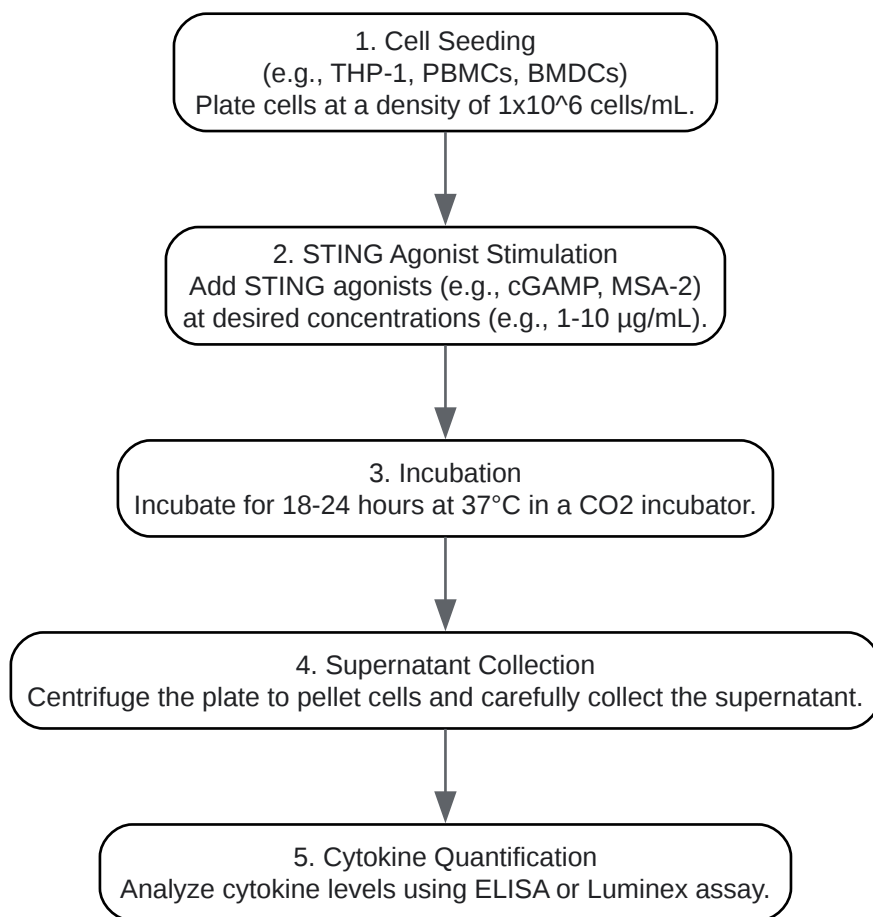 1. Cell Seeding
(e.g., THP-1, PBMCs, BMDCs)
Plate cells at a density of 1x10^6 cells/mL.
2. STING Agonist Stimulation
Add STING agonists (e.g., cGAMP, MSA-2)
at desired concentrations (e.g., 1-10 µg/mL).
3. Incubation
Incubate for 18-24 hours at 37°C in a CO2 incubator.
4. Supernatant Collection
Centrifuge the plate to pellet cells and carefully collect the supernatant.
5. Cytokine Quantification
Analyze cytokine levels using ELISA or Luminex assay.